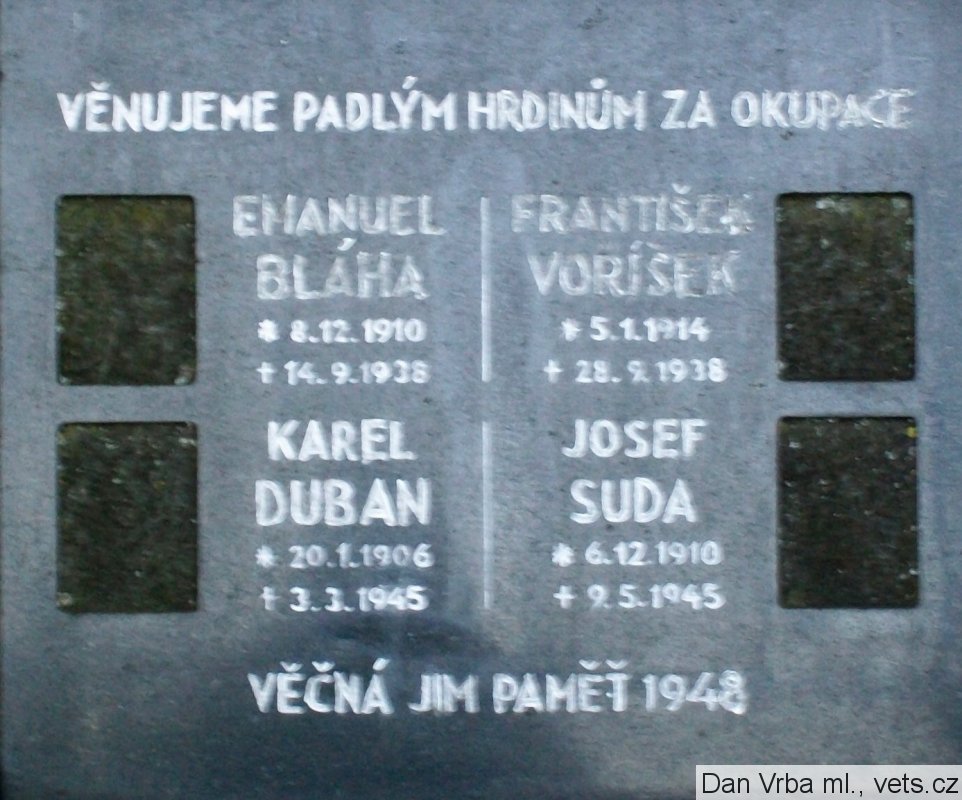 VĚNUJEME PADLÝM HRDINŮM ZA OKUPACE
EMANUEL
BLÁHA
* 8.12.1910
† 14.9.1938
FRANTIŠEK
VOŘÍŠEK
* 5.1.1914
† 28.9.1938
KAREL
DUBAN
* 20.1.1906
† 3.3.1945
JOSEF
SUDA
* 6.12.1910
† 9.5.1945
VĚČNÁ JIM PAMĚŤ 1948
Dan Vrba ml., vets.cz